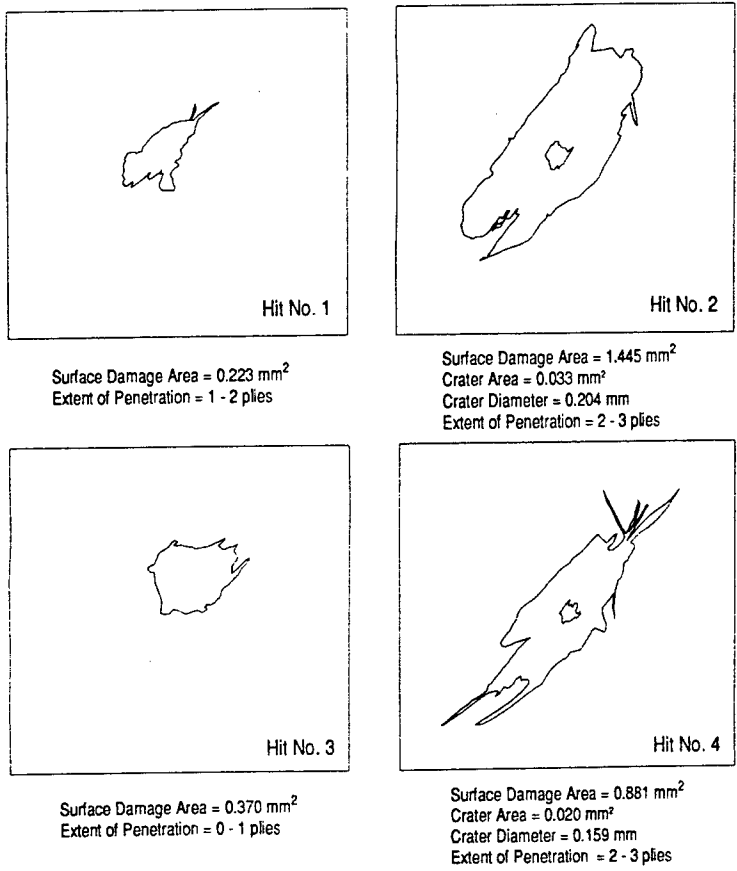 Hit No. 1
Surface Damage Area = 0.223 mm²
Extent of Penetration = 1 - 2 plies
Hit No. 2
Surface Damage Area = 1.445 mm²
Crater Area = 0.033 mm²
Crater Diameter = 0.204 mm
Extent of Penetration = 2 - 3 plies
Hit No. 3
Surface Damage Area = 0.370 mm²
Extent of Penetration = 0 - 1 plies
Hit No. 4
Surface Damage Area = 0.881 mm²
Crater Area = 0.020 mm²
Crater Diameter = 0.159 mm
Extent of Penetration = 2 - 3 plies